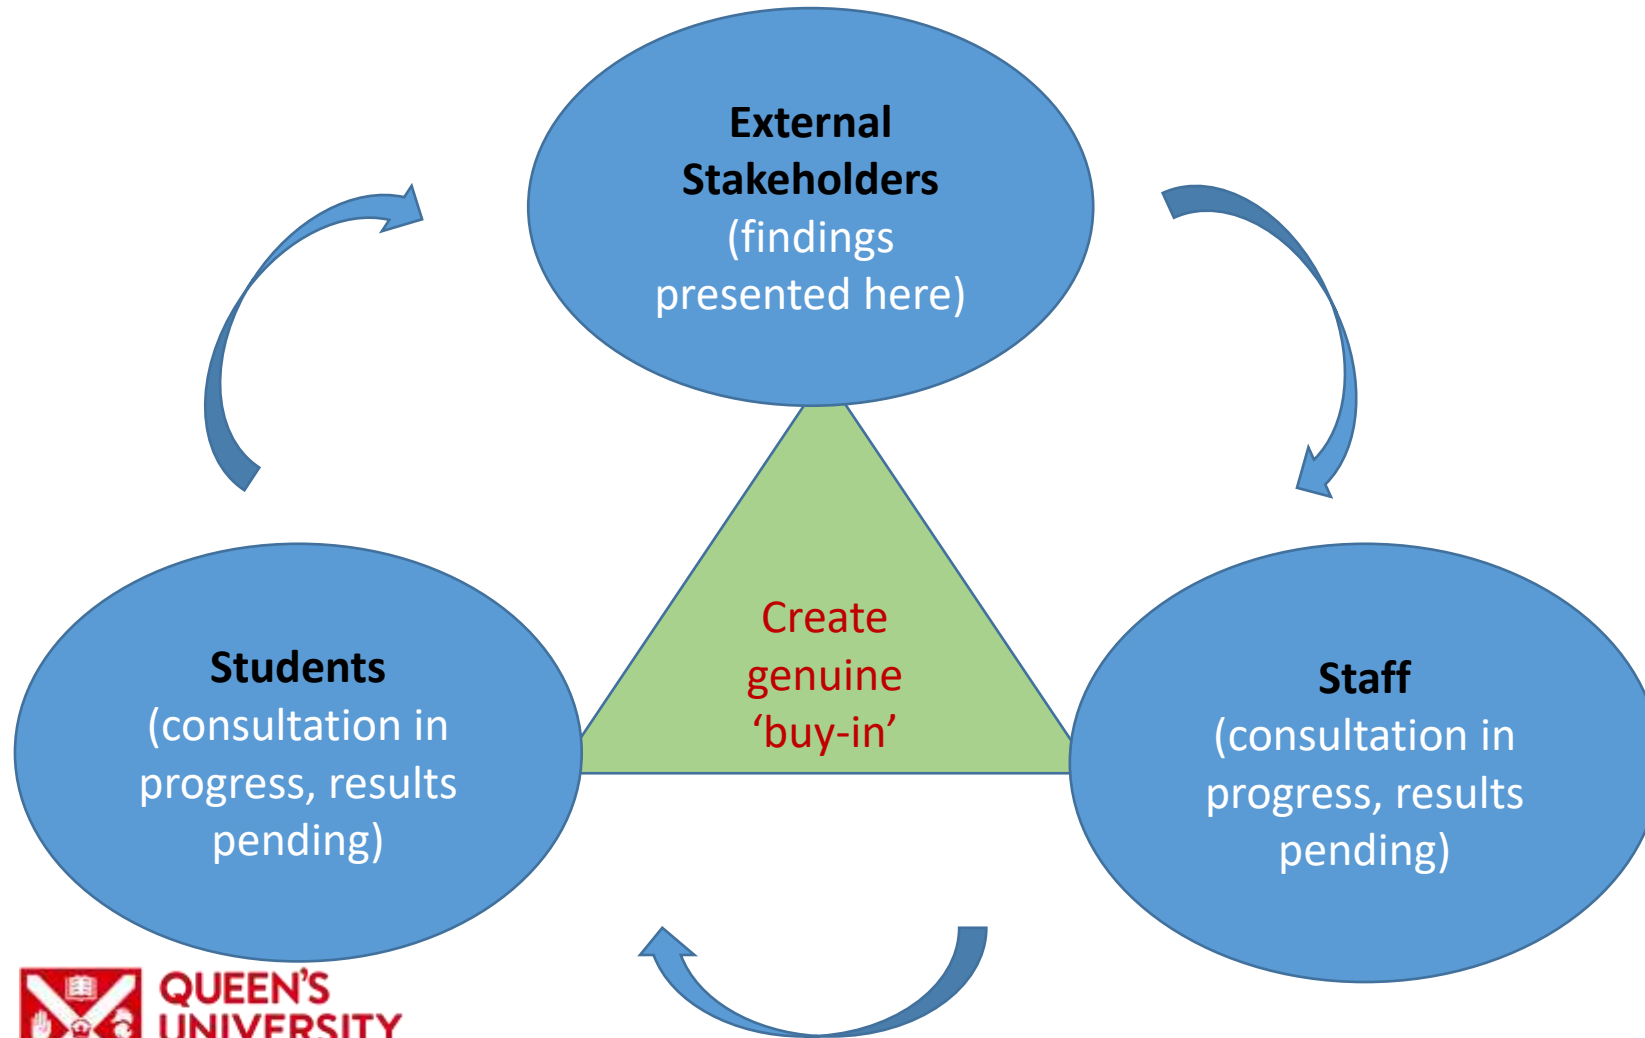 External
Stakeholders
(findings
presented here)
Create
genuine
‘buy-in’
Students
(consultation in
progress, results
pending)
Staff
(consultation in
progress, results
pending)
QUEEN'S
UNIVERSITY